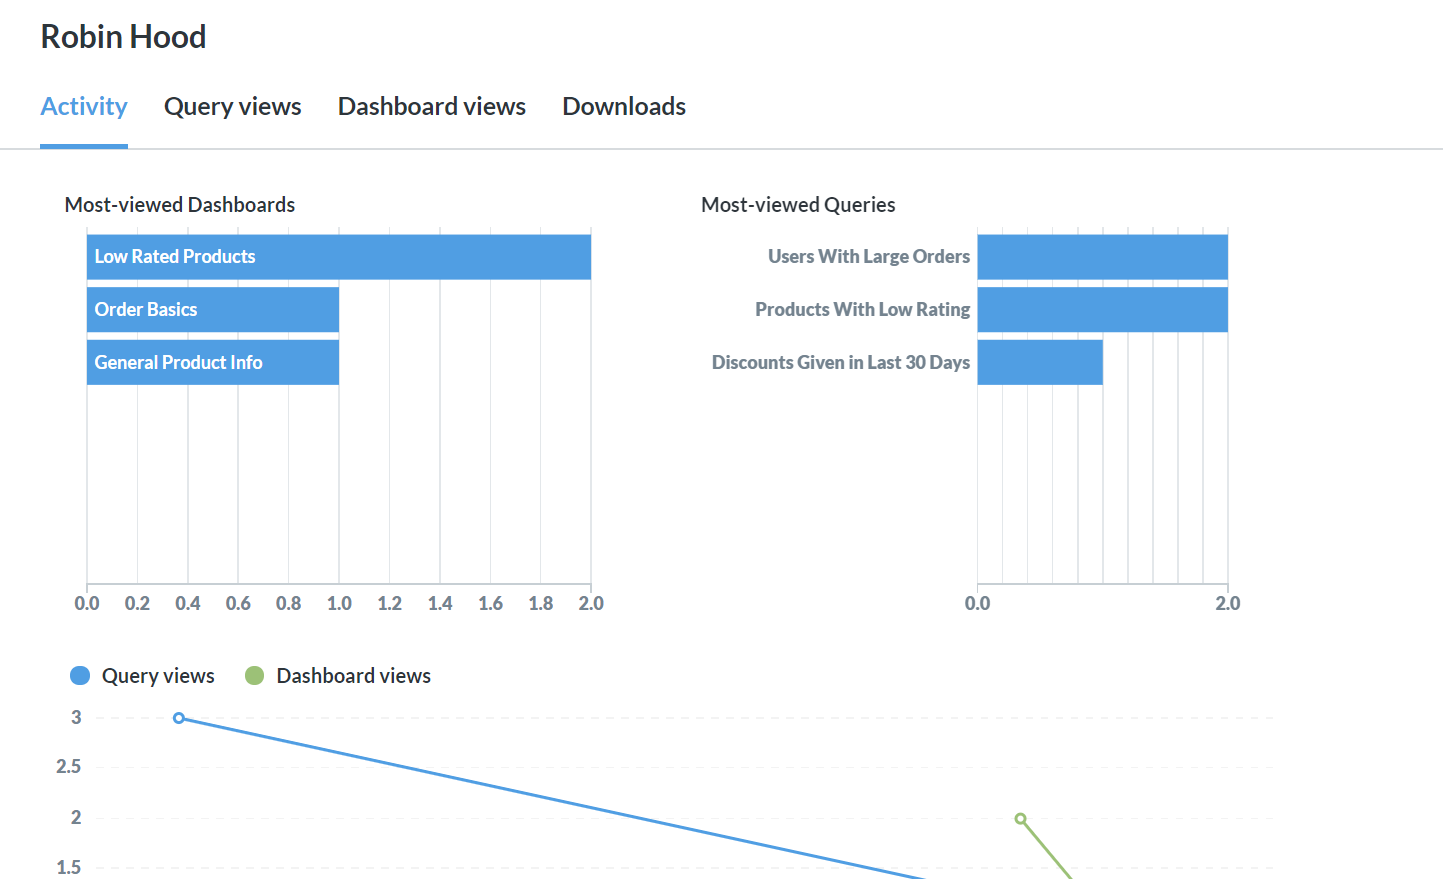 Robin Hood
Activity Query views Dashboard views Downloads
Most-viewed Dashboards
Low Rated Products
Order Basics
General Product Info
0.0 0.2 0.4 0.6 0.8 1.0 1.2 1.4 1.6 1.8 2.0
Most-viewed Queries
Users With Large Orders
Products With Low Rating
Discounts Given in Last 30 Days
0.0 2.0
Query views Dashboard views
3
2.5
2
1.5